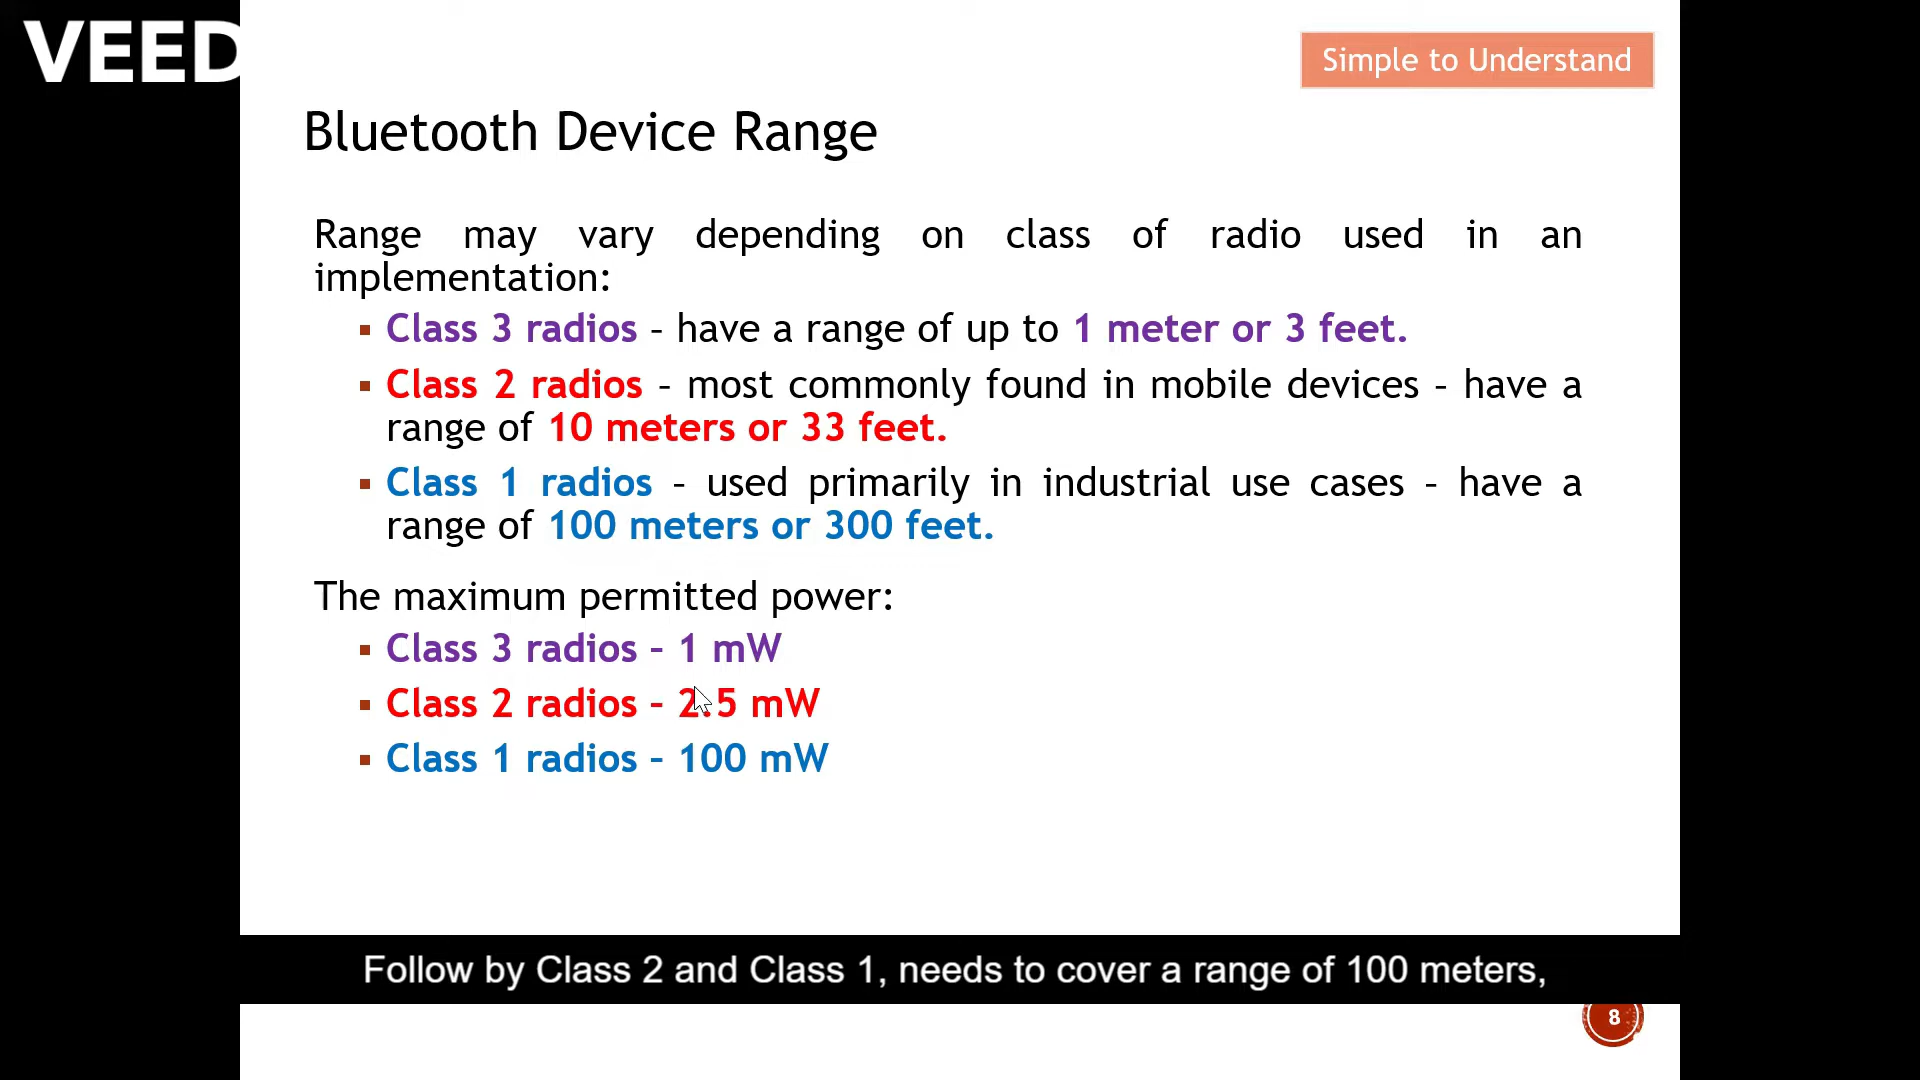 VEED
Simple to Understand
Bluetooth Device Range
Range may vary depending on class of radio used in an
implementation:
▪ Class 3 radios – have a range of up to 1 meter or 3 feet.
▪ Class 2 radios – most commonly found in mobile devices – have a
range of 10 meters or 33 feet.
▪ Class 1 radios – used primarily in industrial use cases – have a
range of 100 meters or 300 feet.
The maximum permitted power:
▪ Class 3 radios – 1 mW
▪ Class 2 radios – 2.5 mW
▪ Class 1 radios – 100 mW
Follow by Class 2 and Class 1, needs to cover a range of 100 meters,
8